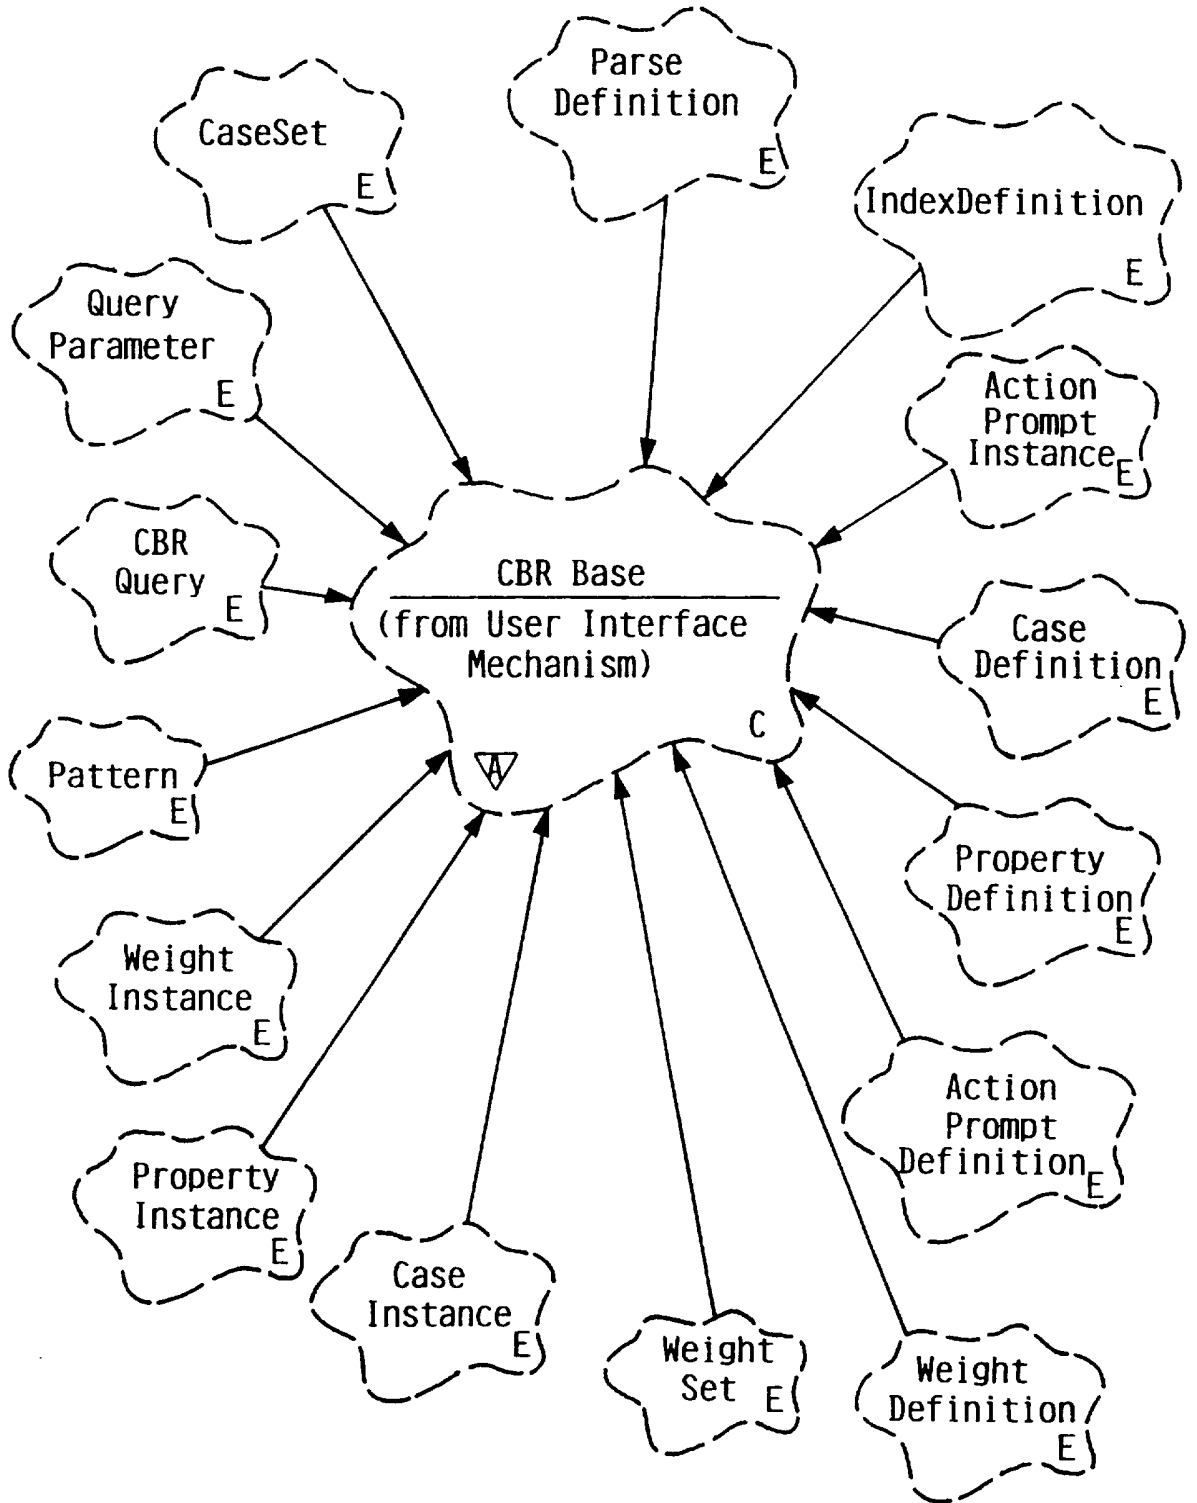 Parse
Definition
E
CaseSet
E
IndexDefinition
E
Query
Parameter
E
Action
Prompt
Instance
E
CBR
Query
E
CBR Base
(from User Interface
Mechanism)
C
A
Case
Definition
E
Pattern
E
Property
Definition
E
Weight
Instance
E
Action
Prompt
Definition
E
Property
Instance
E
Case
Instance
E
Weight
Set
E
Weight
Definition
E